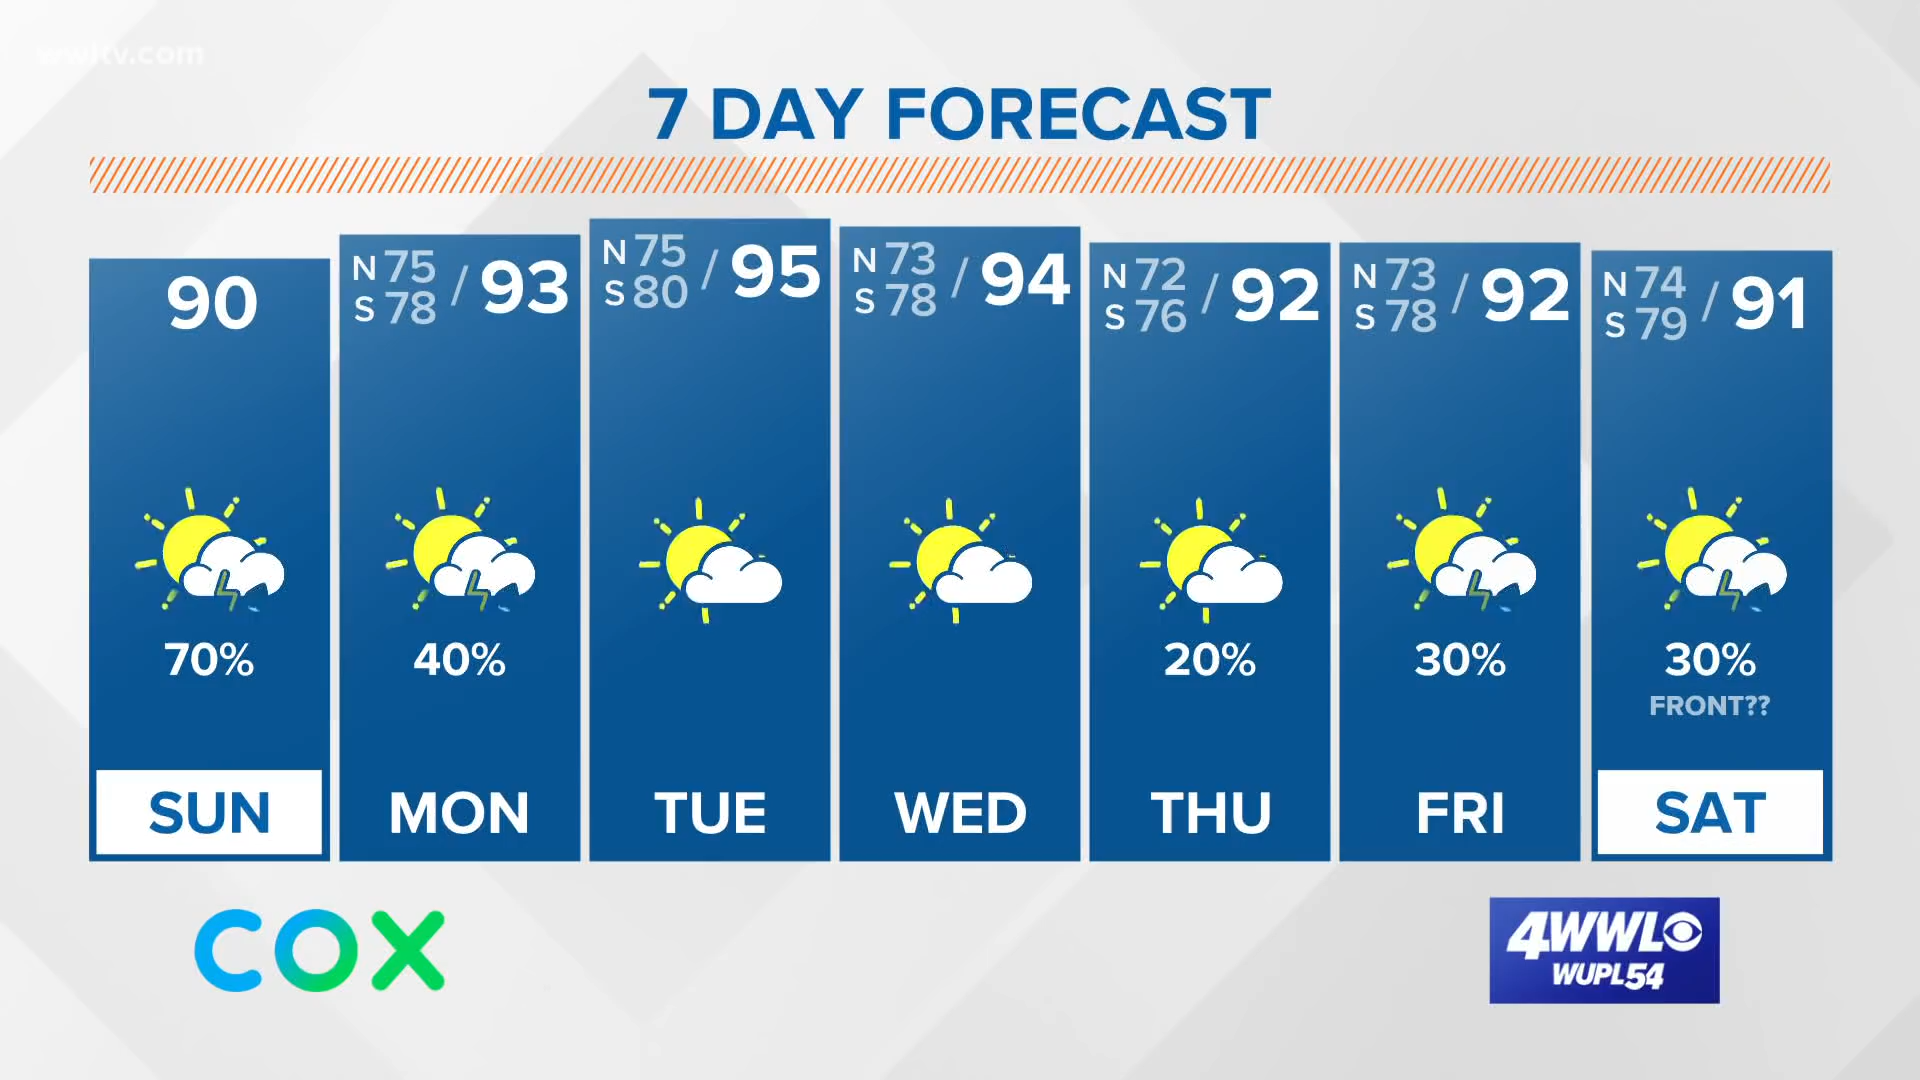 wwltv.com
7 DAY FORECAST
90
70%
SUN
N 75
S 78
/ 93
40%
MON
N 75
S 80
/ 95
TUE
N 73
S 78
/ 94
WED
N 72
S 76
/ 92
20%
THU
N 73
S 78
/ 92
30%
FRI
N 74
S 79
/ 91
30%
FRONT??
SAT
COX
4WWL
WUPL54